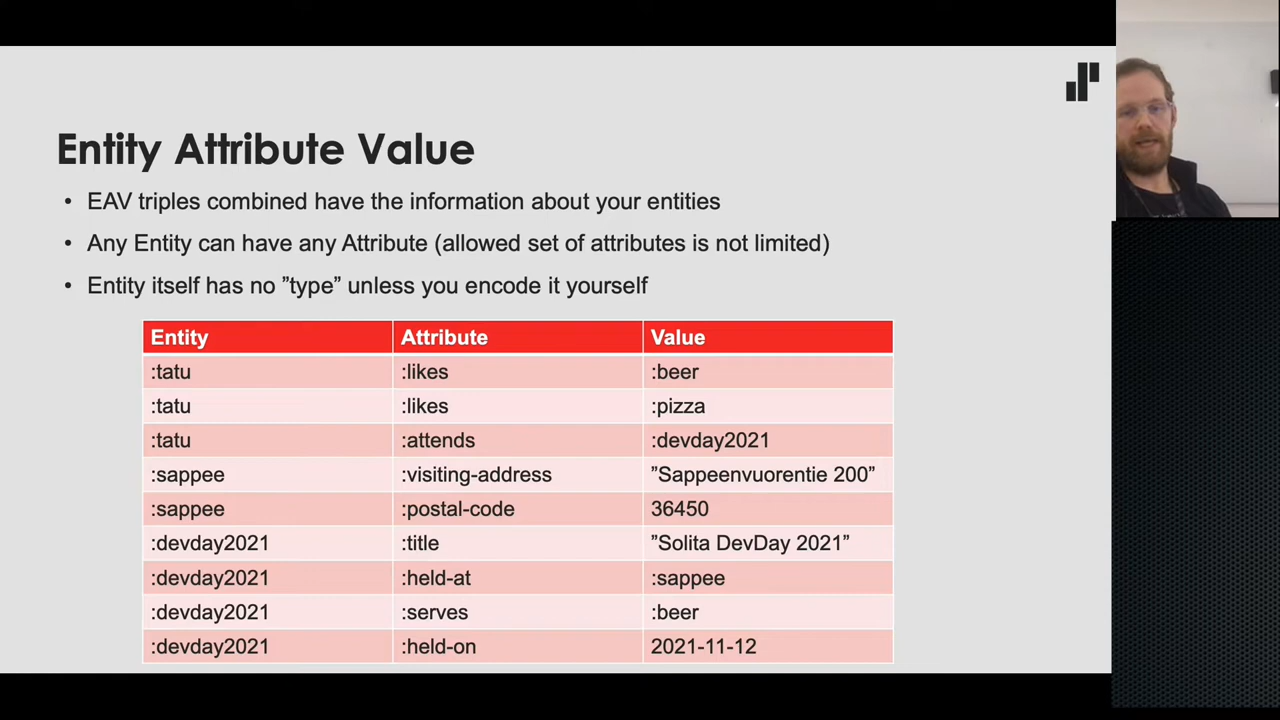 Entity Attribute Value
• EAV triples combined have the information about your entities
• Any Entity can have any Attribute (allowed set of attributes is not limited)
• Entity itself has no ”type” unless you encode it yourself
Entity Attribute Value
:tatu :likes :beer
:tatu :likes :pizza
:tatu :attends :devday2021
:sappee :visiting-address ”Sappeenvuorentie 200”
:sappee :postal-code 36450
:devday2021 :title ”Solita DevDay 2021”
:devday2021 :held-at :sappee
:devday2021 :serves :beer
:devday2021 :held-on 2021-11-12